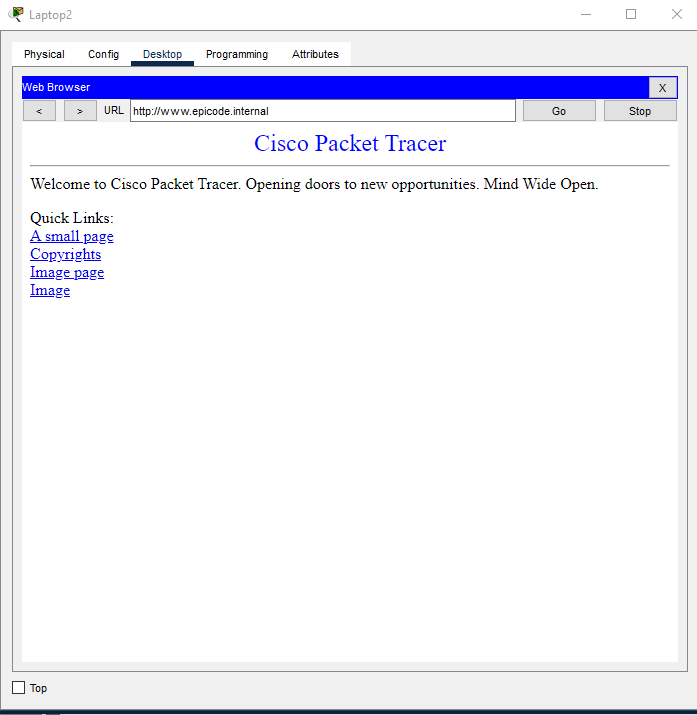 Laptop2
Physical Config Desktop Programming Attributes
Web Browser X
< > URL http://www.epicode.internal Go Stop
Cisco Packet Tracer
Welcome to Cisco Packet Tracer. Opening doors to new opportunities. Mind Wide Open.
Quick Links:
A small page
Copyrights
Image page
Image
Top